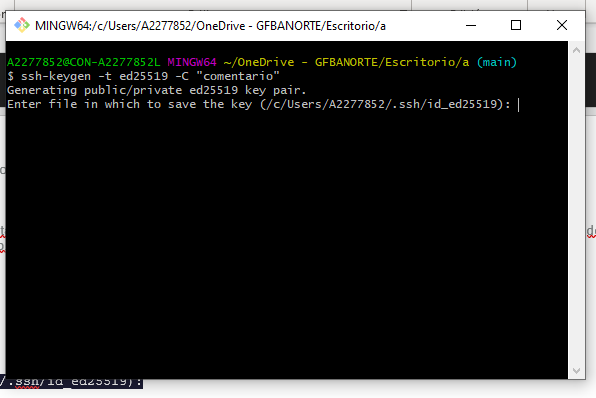 MINGW64:/c/Users/A2277852/OneDrive - GFBANORTE/Escritorio/a
A2277852@CON-A2277852L MINGW64 ~/OneDrive - GFBANORTE/Escritorio/a (main)
$ ssh-keygen -t ed25519 -C "comentario"
Generating public/private ed25519 key pair.
Enter file in which to save the key (/c/Users/A2277852/.ssh/id_ed25519):
/.ssh/id_ed25519):